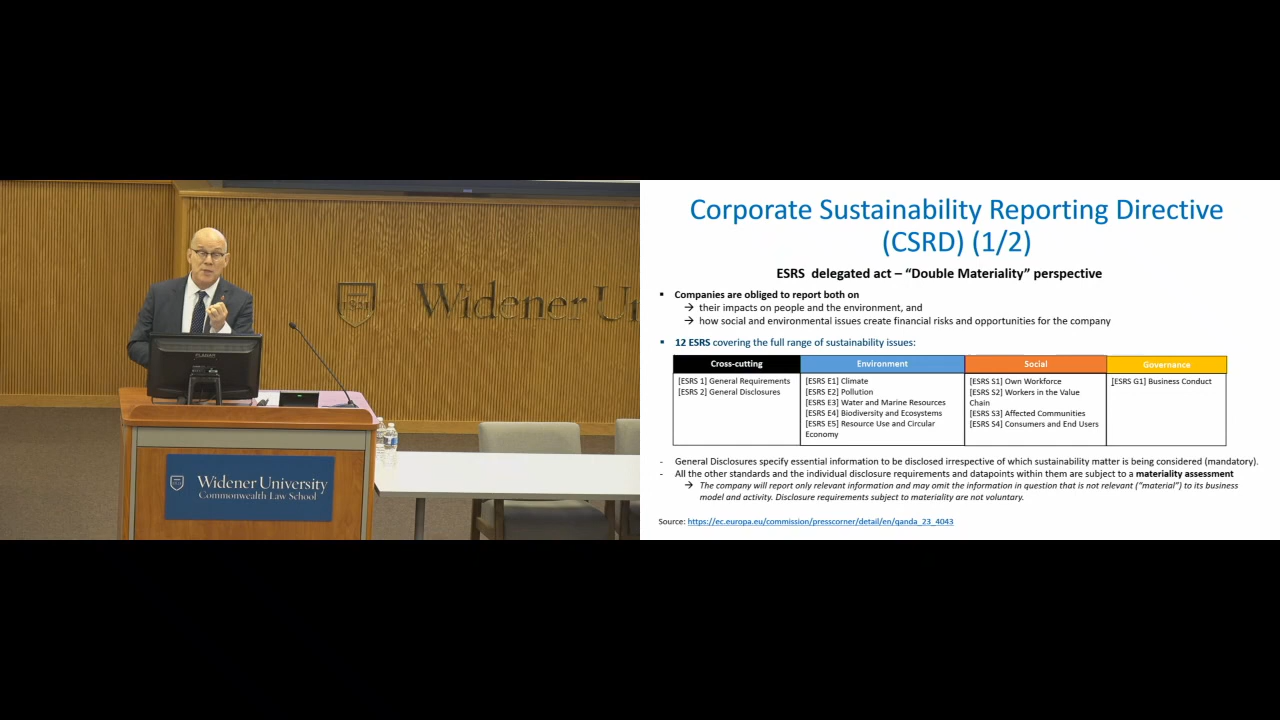 1821
Widener Un
Widener University
Commonwealth Law School
Corporate Sustainability Reporting Directive
(CSRD) (1/2)
ESRS delegated act – “Double Materiality” perspective
▪ Companies are obliged to report both on
→ their impacts on people and the environment, and
→ how social and environmental issues create financial risks and opportunities for the company
▪ 12 ESRS covering the full range of sustainability issues:
Cross-cutting
[ESRS 1] General Requirements
[ESRS 2] General Disclosures
Environment
[ESRS E1] Climate
[ESRS E2] Pollution
[ESRS E3] Water and Marine Resources
[ESRS E4] Biodiversity and Ecosystems
[ESRS E5] Resource Use and Circular
Economy
Social
[ESRS S1] Own Workforce
[ESRS S2] Workers in the Value
Chain
[ESRS S3] Affected Communities
[ESRS S4] Consumers and End Users
Governance
[ESRS G1] Business Conduct
- General Disclosures specify essential information to be disclosed irrespective of which sustainability matter is being considered (mandatory).
- All the other standards and the individual disclosure requirements and datapoints within them are subject to a materiality assessment
→ The company will report only relevant information and may omit the information in question that is not relevant (“material”) to its business
model and activity. Disclosure requirements subject to materiality are not voluntary.
Source: https://ec.europa.eu/commission/presscorner/detail/en/qanda_23_4043